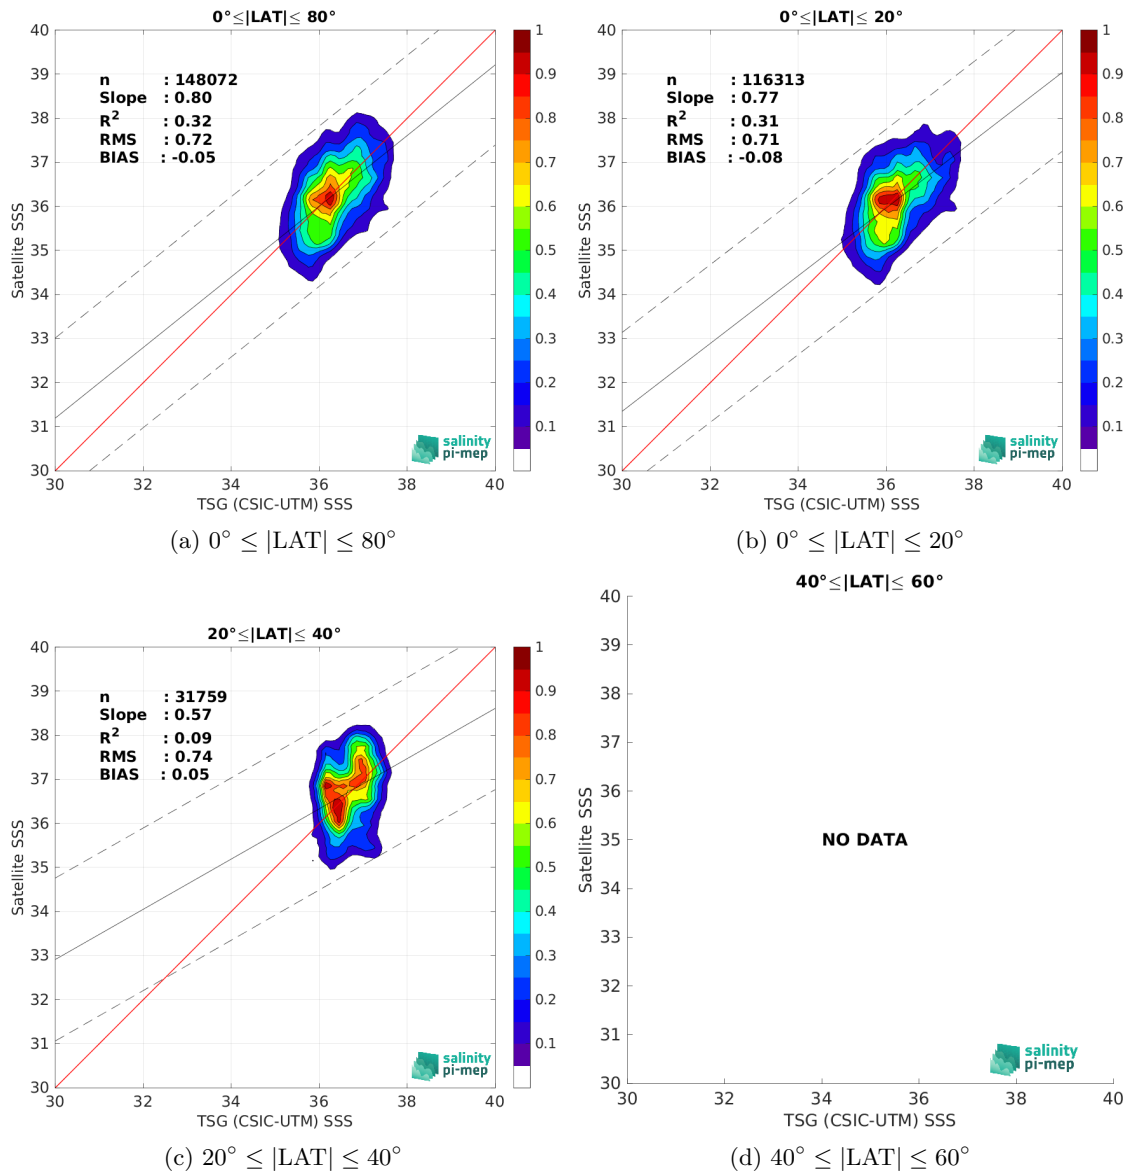 0°≤|LAT|≤ 80°
40
39
38
37
36
35
34
33
32
31
30
Satellite SSS
n : 148072
Slope : 0.80
R2 : 0.32
RMS : 0.72
BIAS : -0.05
1
0.9
0.8
0.7
0.6
0.5
0.4
0.3
0.2
0.1
salinity
pi-mep
30 32 34 36 38 40
TSG (CSIC-UTM) SSS
(a) 0° ≤ |LAT| ≤ 80°
0°≤|LAT|≤ 20°
40
39
38
37
36
35
34
33
32
31
30
Satellite SSS
n : 116313
Slope : 0.77
R2 : 0.31
RMS : 0.71
BIAS : -0.08
1
0.9
0.8
0.7
0.6
0.5
0.4
0.3
0.2
0.1
salinity
pi-mep
30 32 34 36 38 40
TSG (CSIC-UTM) SSS
(b) 0° ≤ |LAT| ≤ 20°
20°≤|LAT|≤ 40°
40
39
38
37
36
35
34
33
32
31
30
Satellite SSS
n : 31759
Slope : 0.57
R2 : 0.09
RMS : 0.74
BIAS : 0.05
1
0.9
0.8
0.7
0.6
0.5
0.4
0.3
0.2
0.1
salinity
pi-mep
30 32 34 36 38 40
TSG (CSIC-UTM) SSS
(c) 20° ≤ |LAT| ≤ 40°
40°≤|LAT|≤ 60°
40
39
38
37
36
35
34
33
32
31
30
Satellite SSS
NO DATA
salinity
pi-mep
30 32 34 36 38 40
TSG (CSIC-UTM) SSS
(d) 40° ≤ |LAT| ≤ 60°